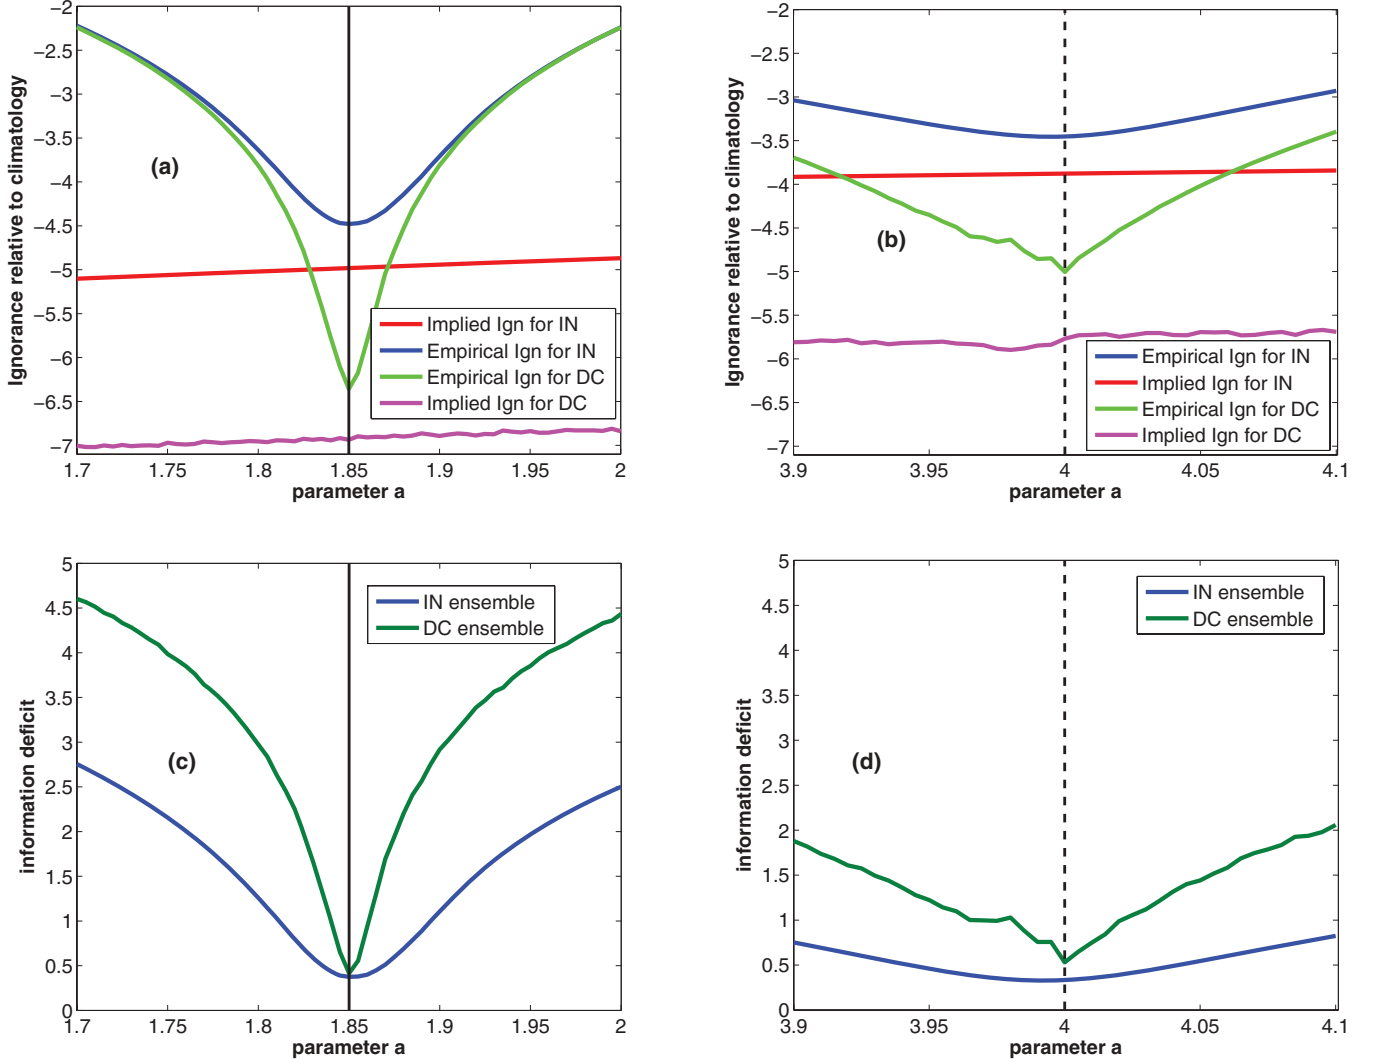 Ignorance relative to climatology
−2
−2.5
−3
−3.5
−4
−4.5
−5
−5.5
−6
−6.5
−7
(a)
Implied Ign for IN
Empirical Ign for IN
Empirical Ign for DC
Implied Ign for DC
1.7
1.75
1.8
1.85
1.9
1.95
2
parameter a
Ignorance relative to climatology
−2
−2.5
−3
−3.5
−4
−4.5
−5
−5.5
−6
−6.5
−7
(b)
Empirical Ign for IN
Implied Ign for IN
Empirical Ign for DC
Implied Ign for DC
3.9
3.95
4
4.05
4.1
parameter a
information deficit
5
4.5
4
3.5
3
2.5
2
1.5
1
0.5
0
IN ensemble
DC ensemble
(c)
1.7
1.75
1.8
1.85
1.9
1.95
2
parameter a
information deficit
5
4.5
4
3.5
3
2.5
2
1.5
1
0.5
0
IN ensemble
DC ensemble
(d)
3.9
3.95
4
4.05
4.1
parameter a